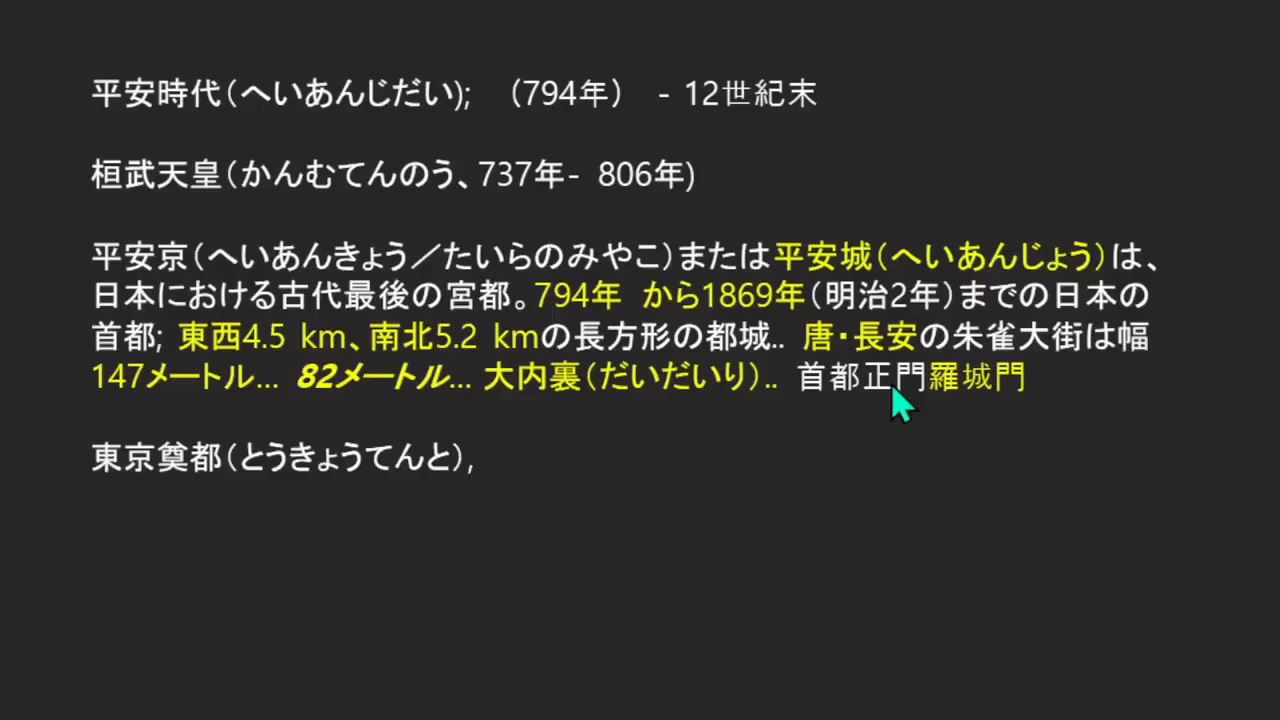 平安時代（へいあんじだい); （794年） - 12世紀末
桓武天皇（かんむてんのう、737年- 806年)
平安京（へいあんきょう／たいらのみやこ）または平安城（へいあんじょう）は、
日本における古代最後の宮都。794年 から1869年（明治2年）までの日本の
首都; 東西4.5 km、南北5.2 kmの長方形の都城.. 唐・長安の朱雀大街は幅
147メートル... 82メートル... 大内裏（だいだいり）.. 首都正門羅城門
東京奠都（とうきょうてんと）,